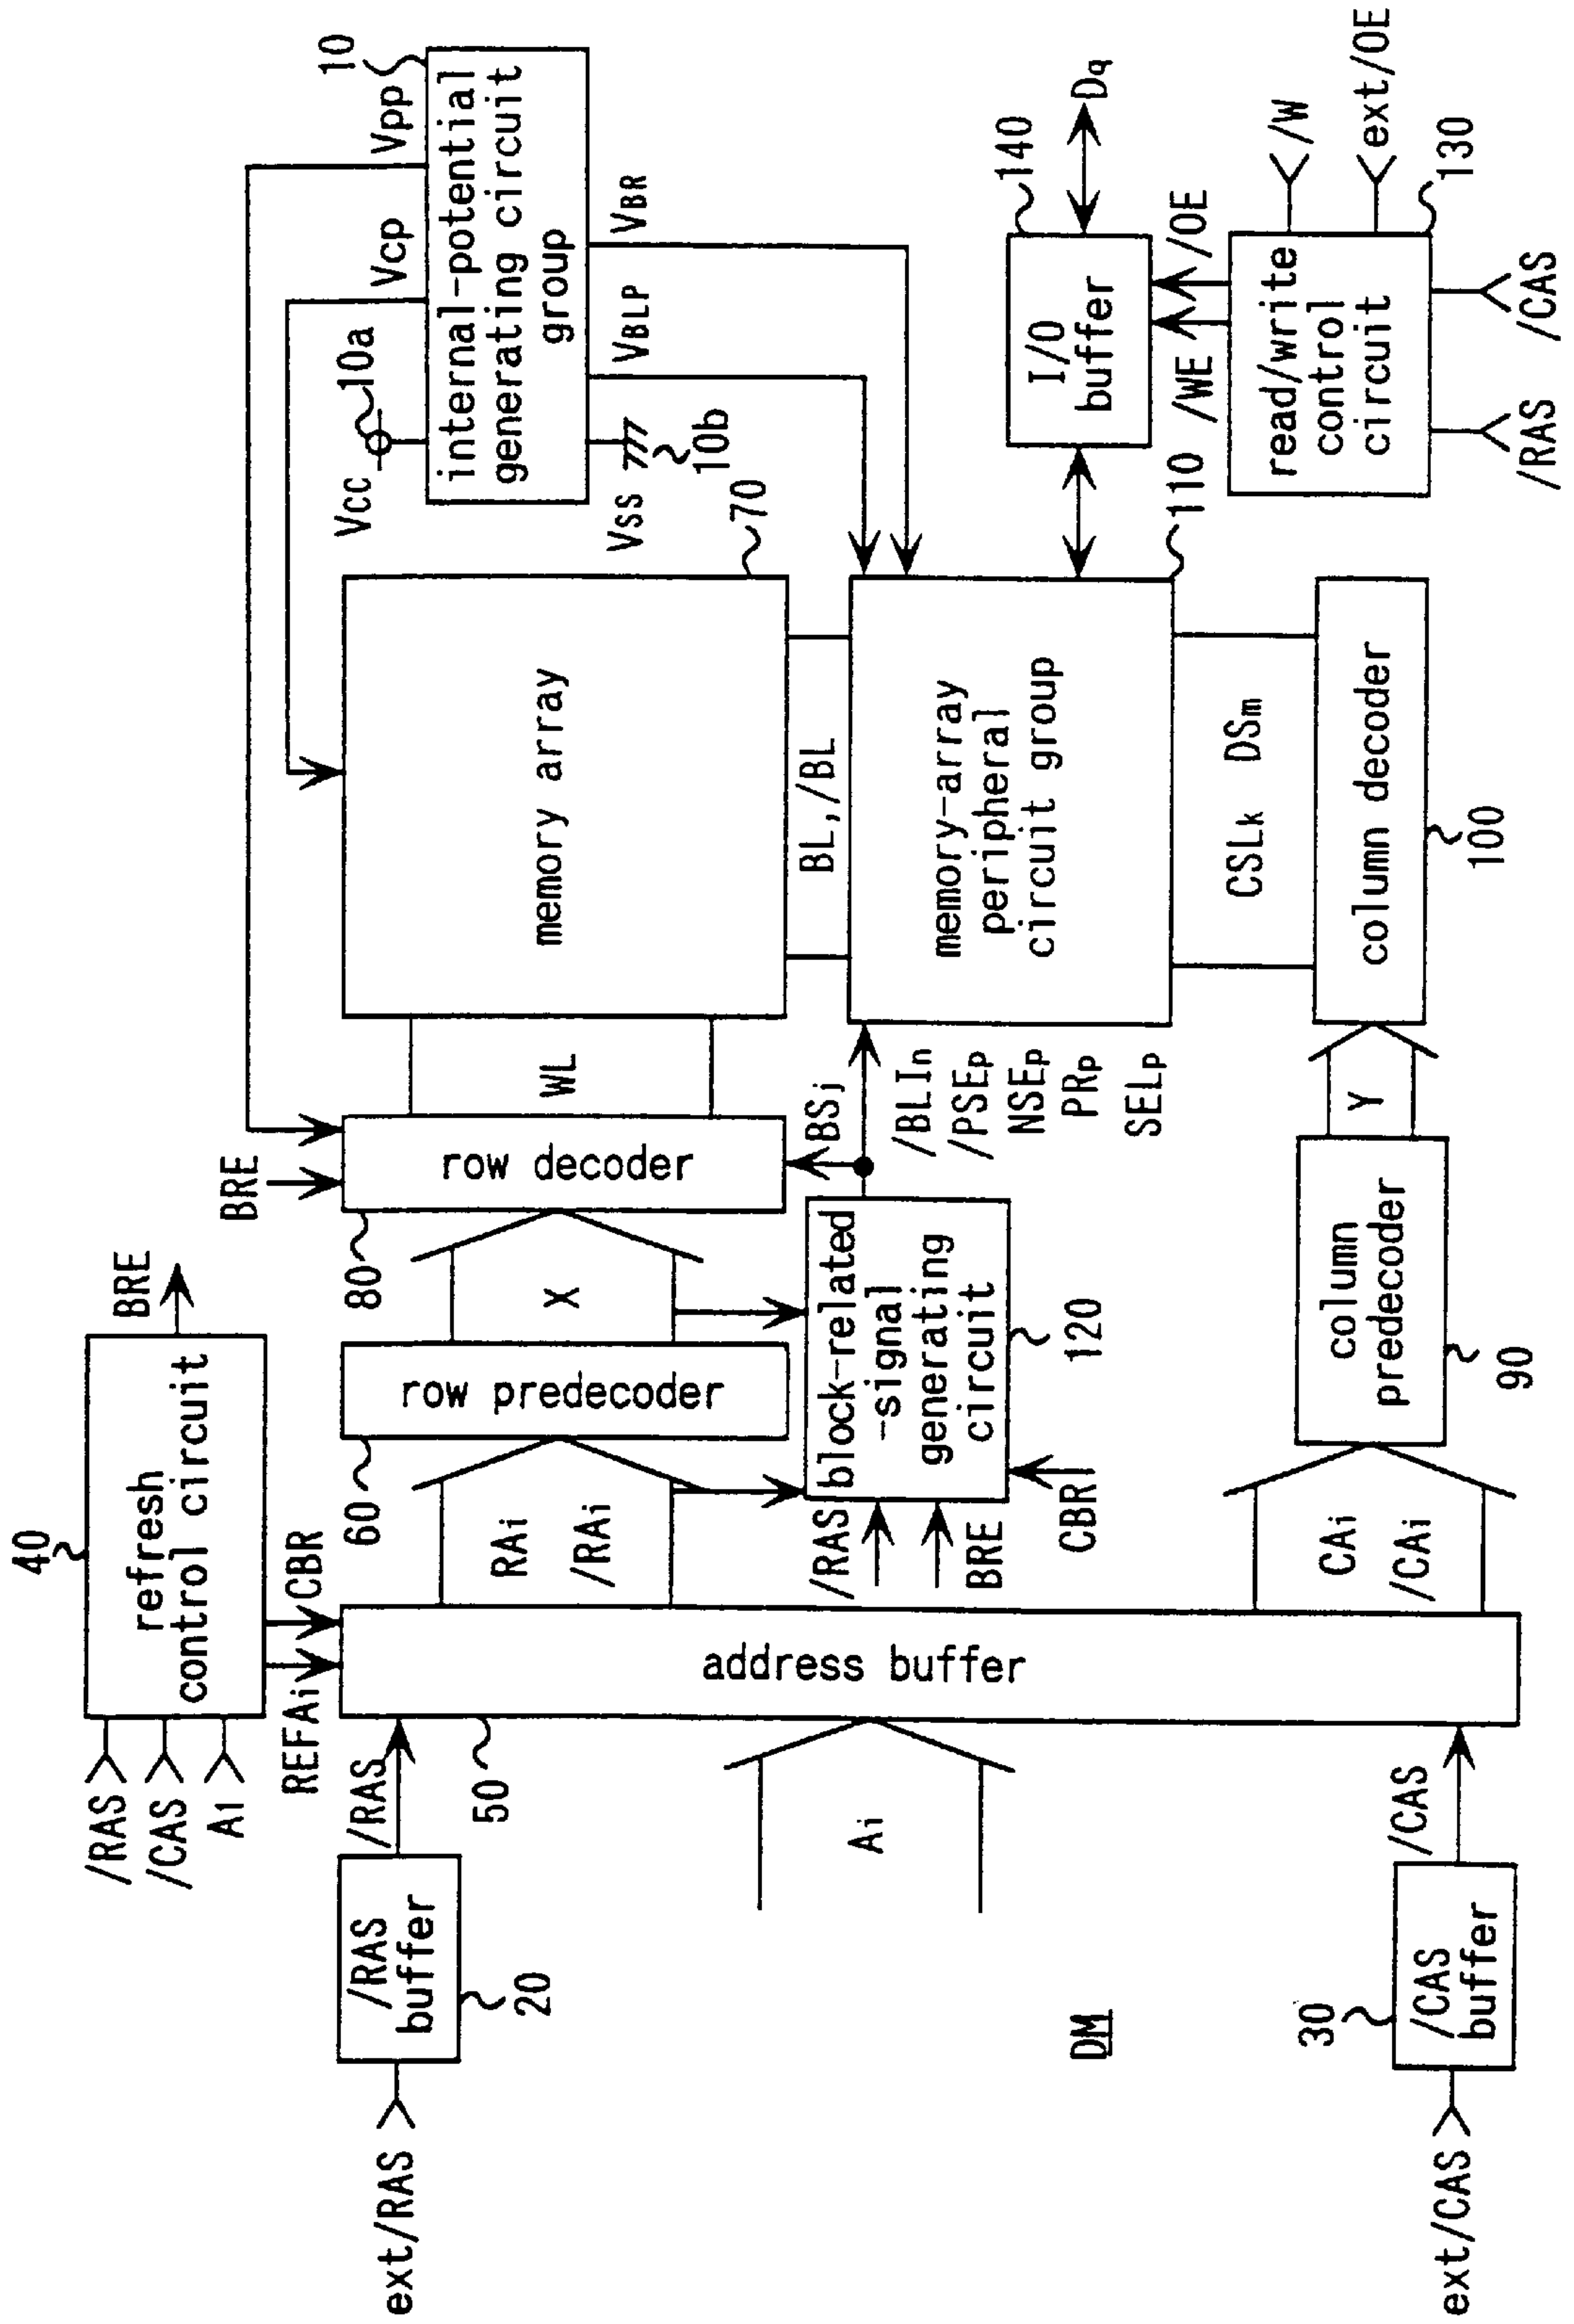 40
refresh
control circuit
/RAS
/CAS
A1
BRE
REFAi
CBR
ext/RAS
/RAS
buffer
20
/RAS
50
address buffer
Ai
DM
ext/CAS
/CAS
buffer
30
/CAS
RAi
/RAi
60
row predecoder
X
80
row decoder
BRE
WL
memory array
70
Vcc
10a
Vcp
Vpp
10
internal-potential
generating circuit
group
Vss
10b
VBLP
VBR
/RAS
BRE
CBR
block-related
-signal
generating
circuit
120
BSj
/BLIn
/PSEp
NSEp
PRp
SELp
BL,/BL
memory-array
peripheral
circuit group
110
I/O
buffer
140
Dq
/WE
/OE
read/write
control
circuit
/W
ext/OE
130
/RAS
/CAS
CAi
/CAi
column
predecoder
90
Y
CSLk
DSm
column decoder
100